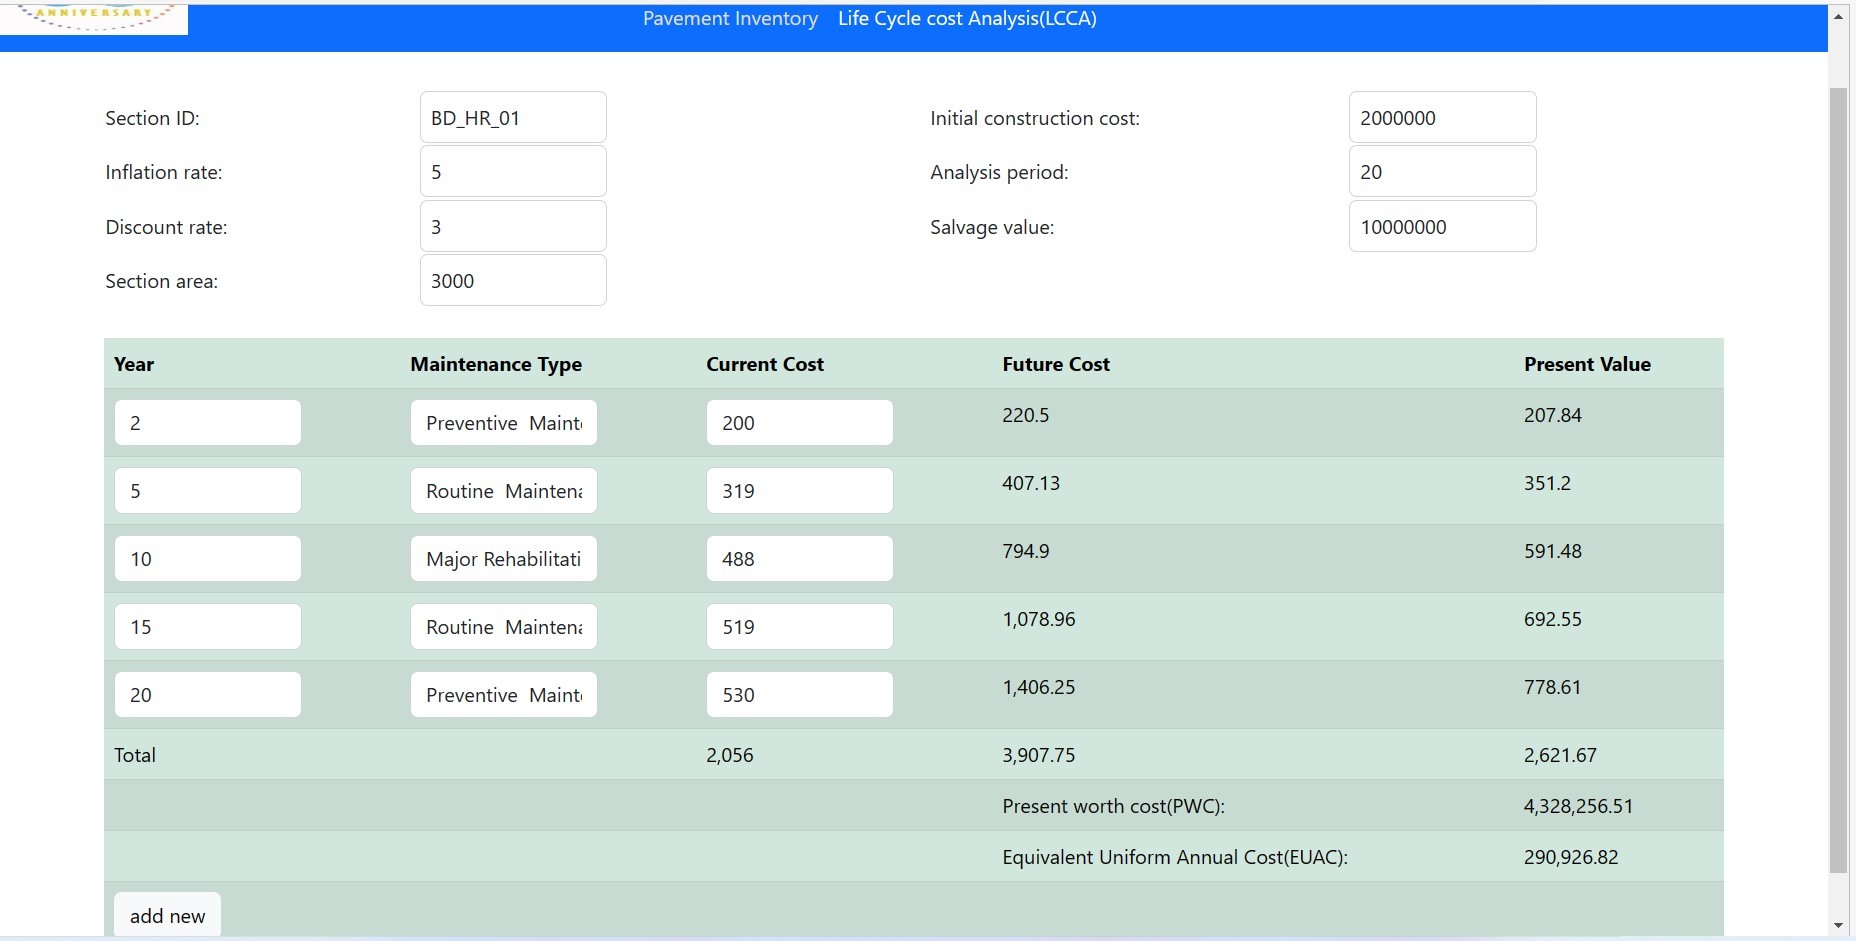 ANNIVERSARY
Pavement Inventory Life Cycle cost Analysis(LCCA)
Section ID: BD_HR_01 Initial construction cost: 2000000
Inflation rate: 5 Analysis period: 20
Discount rate: 3 Salvage value: 10000000
Section area: 3000
Year Maintenance Type Current Cost Future Cost Present Value
2 Preventive Mainte 200 220.5 207.84
5 Routine Maintena 319 407.13 351.2
10 Major Rehabilitati 488 794.9 591.48
15 Routine Maintena 519 1,078.96 692.55
20 Preventive Mainte 530 1,406.25 778.61
Total 2,056 3,907.75 2,621.67
Present worth cost(PWC): 4,328,256.51
Equivalent Uniform Annual Cost(EUAC): 290,926.82
add new